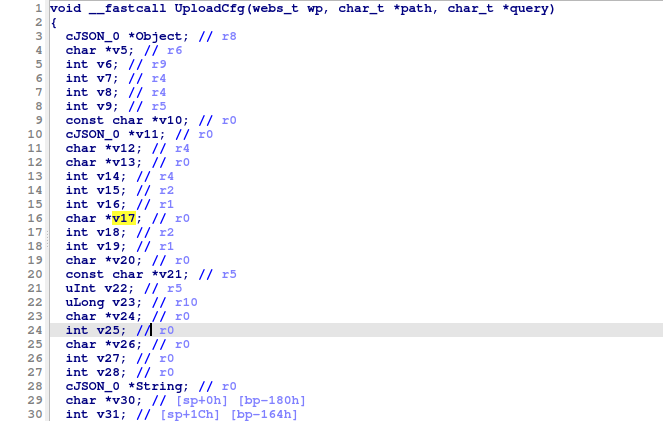 1 void __fastcall UploadCfg(webs_t wp, char_t *path, char_t *query)
2 {
3 cJSON_0 *Object; // r8
4 char *v5; // r6
5 int v6; // r9
6 int v7; // r4
7 int v8; // r4
8 int v9; // r5
9 const char *v10; // r0
10 cJSON_0 *v11; // r0
11 char *v12; // r4
12 char *v13; // r0
13 int v14; // r4
14 int v15; // r2
15 int v16; // r1
16 char *v17; // r0
17 int v18; // r2
18 int v19; // r1
19 char *v20; // r0
20 const char *v21; // r5
21 uInt v22; // r5
22 uLong v23; // r10
23 char *v24; // r0
24 int v25; // r0
25 char *v26; // r0
26 int v27; // r0
27 int v28; // r0
28 cJSON_0 *String; // r0
29 char *v30; // [sp+0h] [bp-180h]
30 int v31; // [sp+1Ch] [bp-164h]